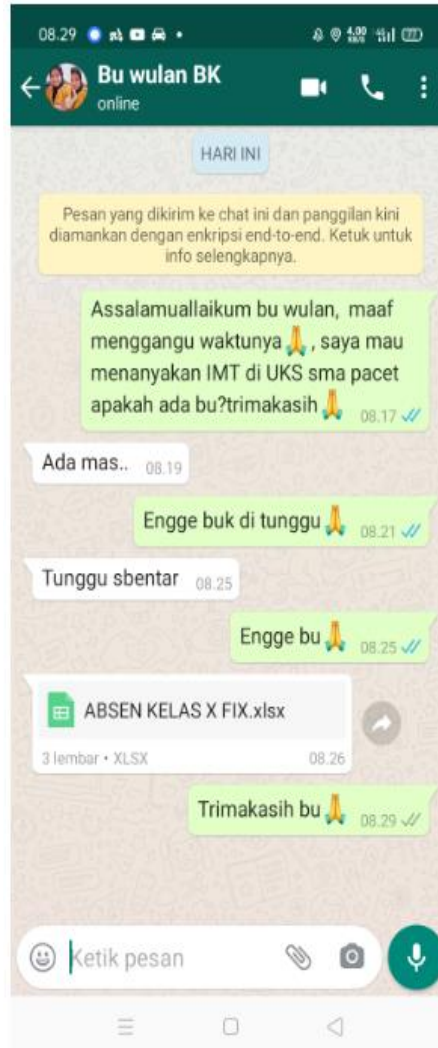 08.29 4,00 KB/S 77
Bu wulan BK
online
HARI INI
Pesan yang dikirim ke chat ini dan panggilan kini
diamankan dengan enkripsi end-to-end. Ketuk untuk
info selengkapnya.
Assalamuallaikum bu wulan, maaf
menggangu waktunya🙏, saya mau
menanyakan IMT di UKS sma pacet
apakah ada bu?trimakasih🙏 08.17
Ada mas.. 08.19
Engge buk di tunggu🙏 08.21
Tunggu sbentar 08.25
Engge bu🙏 08.25
ABSEN KELAS X FIX.xlsx
3 lembar • XLSX 08.26
Trimakasih bu🙏 08.29
Ketik pesan